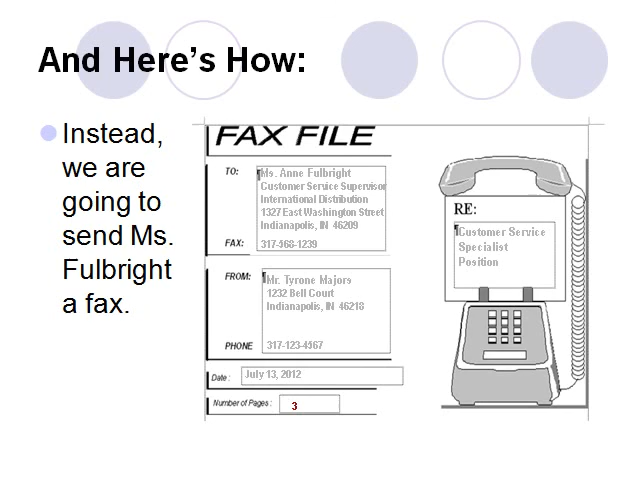 And Here's How:
Instead,
we are
going to
send Ms.
Fulbright
a fax.
FAX FILE
TO:
Ms. Anne Fulbright
Customer Service Supervisor
International Distribution
1327 East Washington Street
Indianapolis, IN 46209
FAX:
317-568-1239
FROM:
Mr. Tyrone Majors
1232 Bell Court
Indianapolis, IN 46218
PHONE
317-123-4567
Date :
July 13, 2012
Number of Pages :
3
RE:
Customer Service
Specialist
Position